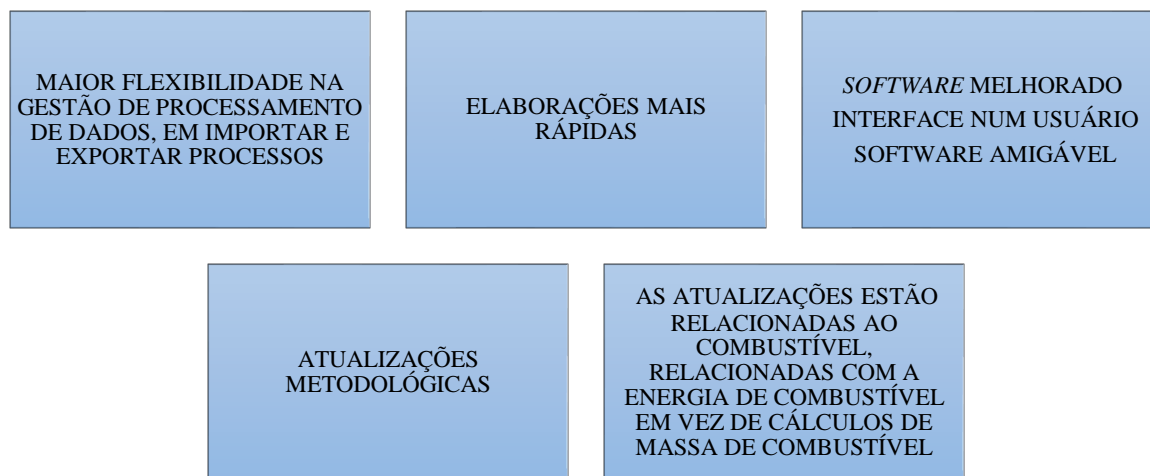 MAIOR FLEXIBILIDADE NA
GESTÃO DE PROCESSAMENTO
DE DADOS, EM IMPORTAR E
EXPORTAR PROCESSOS
ELABORAÇÕES MAIS
RÁPIDAS
SOFTWARE MELHORADO
INTERFACE NUM USUÁRIO
SOFTWARE AMIGÁVEL
ATUALIZAÇÕES
METODOLÓGICAS
AS ATUALIZAÇÕES ESTÃO
RELACIONADAS AO
COMBUSTÍVEL,
RELACIONADAS COM A
ENERGIA DE COMBUSTÍVEL
EM VEZ DE CÁLCULOS DE
MASSA DE COMBUSTÍVEL